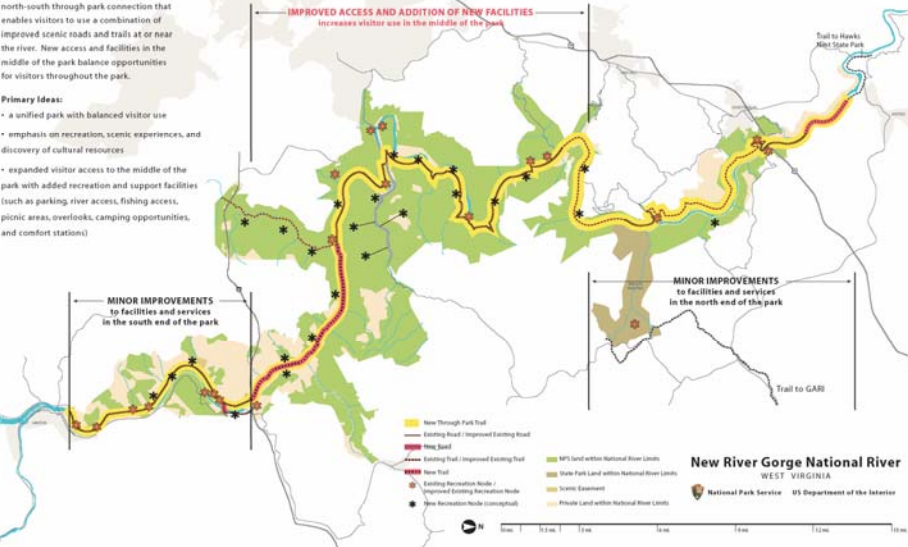 north-south through park connection that
enables visitors to use a combination of
improved scenic roads and trails at or near
the river. New access and facilities in the
middle of the park balance opportunities
for visitors throughout the park.
Primary Ideas:
• a unified park with balanced visitor use
• emphasis on recreation, scenic experiences, and
discovery of cultural resources
• expanded visitor access to the middle of the
park with added recreation and support facilities
(such as parking, river access, fishing access,
picnic areas, overlooks, camping opportunities,
and comfort stations)
IMPROVED ACCESS AND ADDITION OF NEW FACILITIES
increases visitor use in the middle of the park
Trail to Hawks
Nest State Park
MINOR IMPROVEMENTS
to facilities and services
in the south end of the park
MINOR IMPROVEMENTS
to facilities and services
in the north end of the park
Trail to GARI
New Through Park Trail
Existing Road / Improved Existing Road
New Road
Existing Trail / Improved Existing Trail
New Trail
Existing Recreation Node /
Improved Existing Recreation Node
New Recreation Node (conceptual)
NPS land within National River Limits
State Park Land within National River Limits
Scenic Easement
Private Land within National River Limits
New River Gorge National River
WEST VIRGINIA
National Park Service US Department of the Interior
N